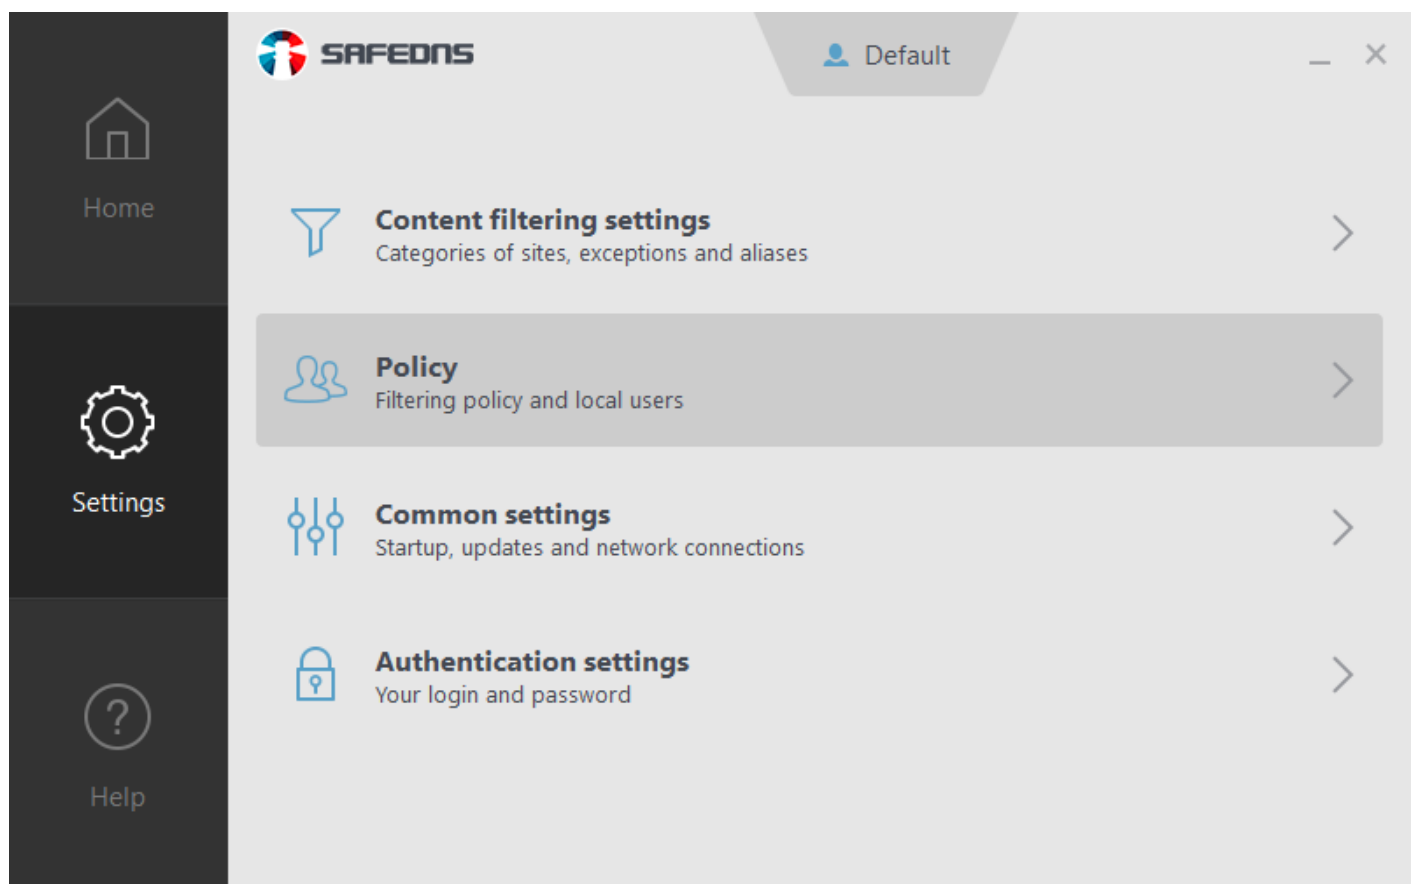 SAFEDNS
Default
Home
Content filtering settings
Categories of sites, exceptions and aliases
Policy
Filtering policy and local users
Settings
Common settings
Startup, updates and network connections
Authentication settings
Your login and password
Help